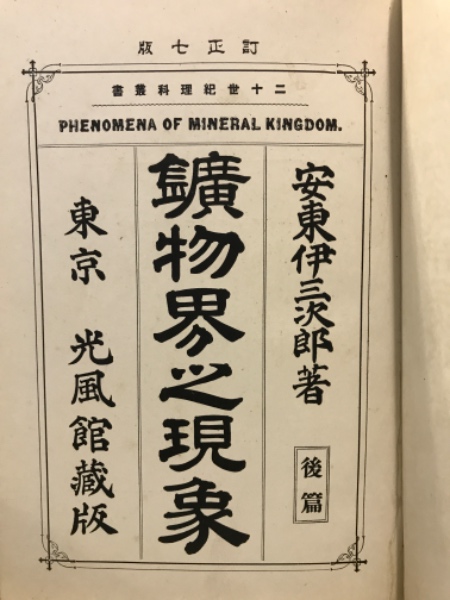 訂正七版
二十世紀理科叢書
PHENOMENA OF MINERAL KINGDOM.
安東伊三次郎著
後篇
鑛物界之現象
東京 光風館藏版